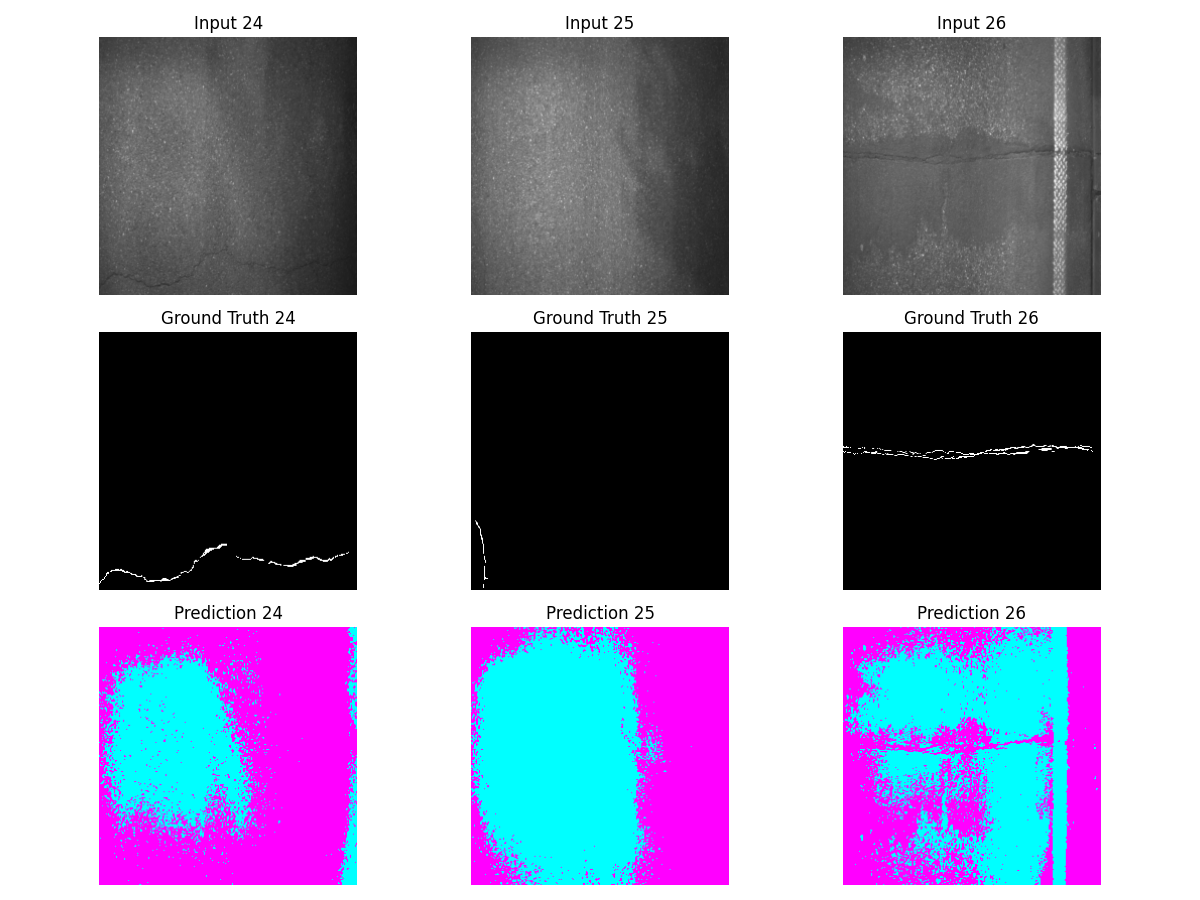 Input 24
Input 25
Input 26
Ground Truth 24
Ground Truth 25
Ground Truth 26
Prediction 24
Prediction 25
Prediction 26